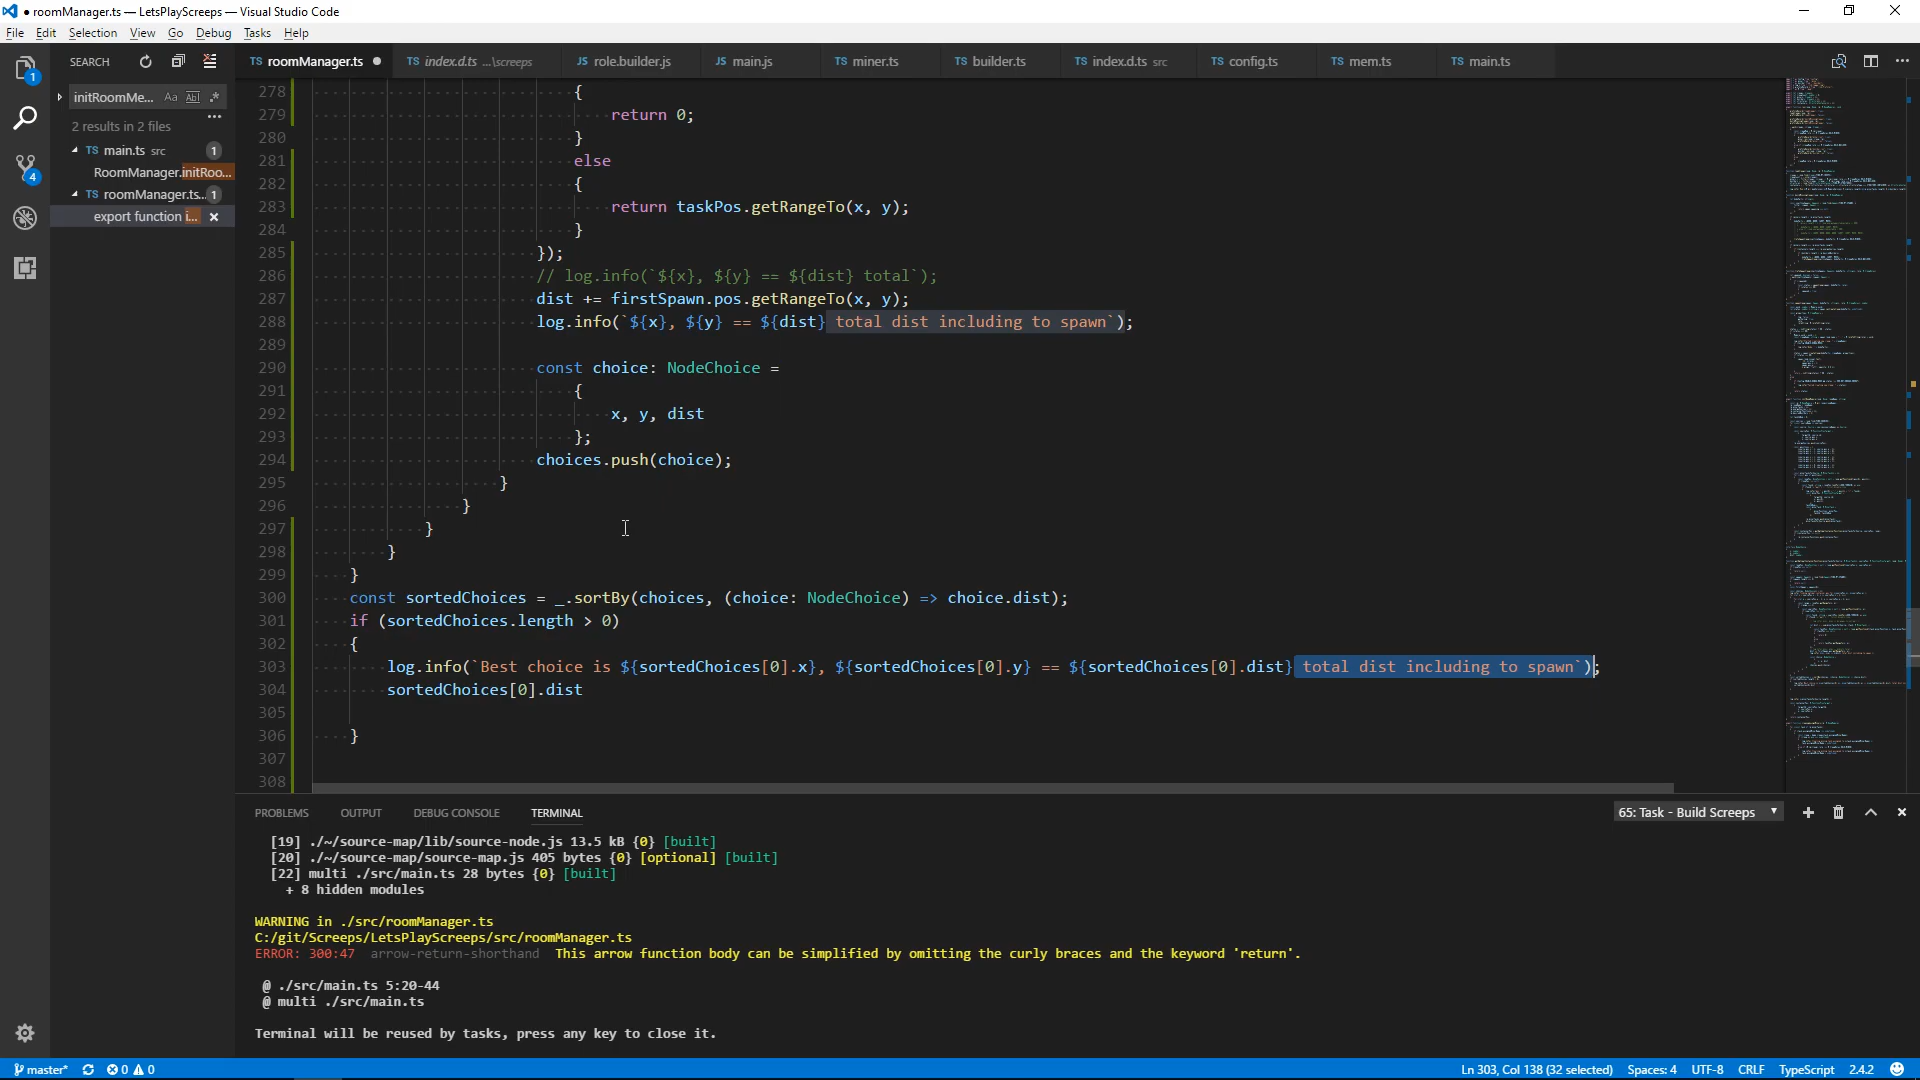 ● roomManager.ts — LetsPlayScreeps — Visual Studio Code
File Edit Selection View Go Debug Tasks Help
SEARCH
TS roomManager.ts ●
TS index.d.ts ...\screeps
JS role.builder.js
JS main.js
TS miner.ts
TS builder.ts
TS index.d.ts src
TS config.ts
TS mem.ts
TS main.ts
1
4
initRoomMe... Aa Abl .*
2 results in 2 files
TS main.ts src 1
RoomManager.initRoo...
TS roomManager.ts... 1
export function i...
278 {
279 return 0;
280 }
281 else
282 {
283 return taskPos.getRangeTo(x, y);
284 }
285 });
286 // log.info(`${x}, ${y} == ${dist} total`);
287 dist += firstSpawn.pos.getRangeTo(x, y);
288 log.info(`${x}, ${y} == ${dist} total dist including to spawn`);
289
290 const choice: NodeChoice =
291 {
292 x, y, dist
293 };
294 choices.push(choice);
295 }
296 }
297 }
298 }
299 }
300 const sortedChoices = _.sortBy(choices, (choice: NodeChoice) => choice.dist);
301 if (sortedChoices.length > 0)
302 {
303 log.info(`Best choice is ${sortedChoices[0].x}, ${sortedChoices[0].y} == ${sortedChoices[0].dist} total dist including to spawn`);
304 sortedChoices[0].dist
305
306 }
307
308
PROBLEMS OUTPUT DEBUG CONSOLE TERMINAL
65: Task - Build Screeps
[19] ./~/source-map/lib/source-node.js 13.5 kB {0} [built]
[20] ./~/source-map/source-map.js 405 bytes {0} [optional] [built]
[22] multi ./src/main.ts 28 bytes {0} [built]
+ 8 hidden modules
WARNING in ./src/roomManager.ts
C:/git/Screeps/LetsPlayScreeps/src/roomManager.ts
ERROR: 300:47 arrow-return-shorthand This arrow function body can be simplified by omitting the curly braces and the keyword 'return'.
@ ./src/main.ts 5:20-44
@ multi ./src/main.ts
Terminal will be reused by tasks, press any key to close it.
master* 0 0
Ln 303, Col 138 (32 selected) Spaces: 4 UTF-8 CRLF TypeScript 2.4.2